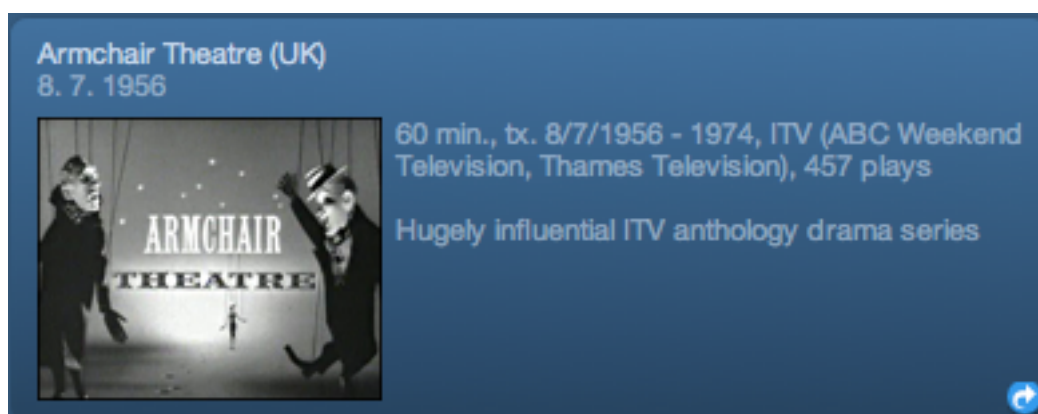 Armchair Theatre (UK)
8. 7. 1956
60 min., tx. 8/7/1956 - 1974, ITV (ABC Weekend
Television, Thames Television), 457 plays
Hugely influential ITV anthology drama series
ARMCHAIR
THEATRE